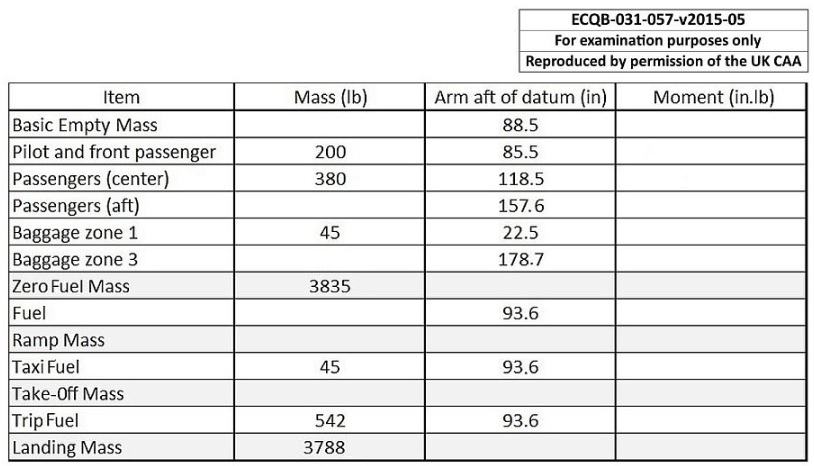 ECQB-031-057-v2015-05
For examination purposes only
Reproduced by permission of the UK CAA
Item Mass (lb) Arm aft of datum (in) Moment (in.lb)
Basic Empty Mass 88.5
Pilot and front passenger 200 85.5
Passengers (center) 380 118.5
Passengers (aft) 157.6
Baggage zone 1 45 22.5
Baggage zone 3 178.7
Zero Fuel Mass 3835
Fuel 93.6
Ramp Mass
Taxi Fuel 45 93.6
Take-Off Mass
Trip Fuel 542 93.6
Landing Mass 3788